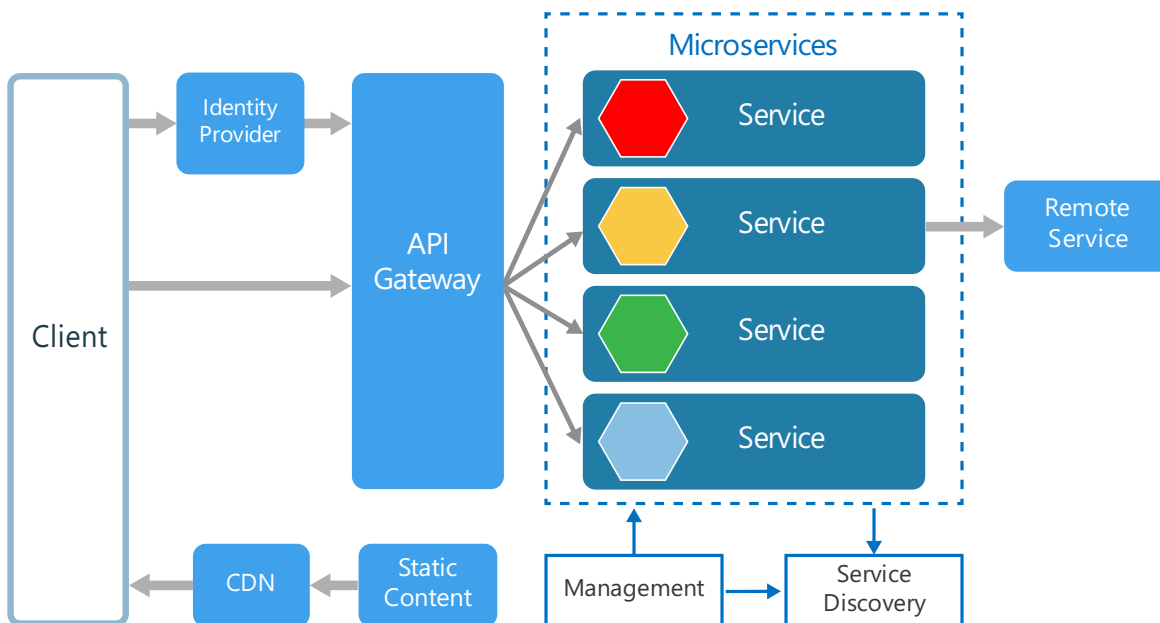 Microservices
Identity
Provider
Service
Service
Remote
Service
API
Gateway
Client
Service
Service
CDN
Static
Content
Management
Service
Discovery